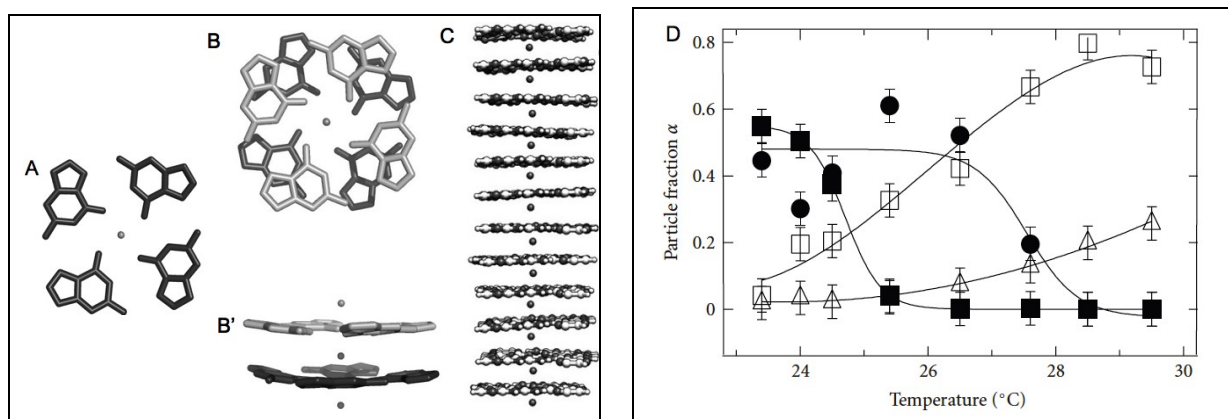 A
B
B'
C
D
Particle fraction α
0.8
0.6
0.4
0.2
0
24
26
28
30
Temperature (°C)